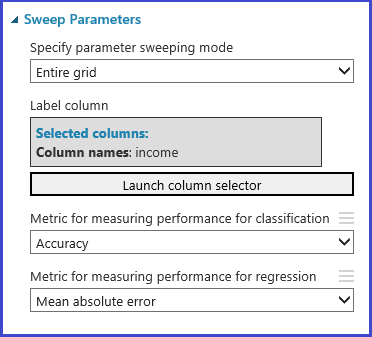 Sweep Parameters
Specify parameter sweeping mode
Entire grid
Label column
Selected columns:
Column names: income
Launch column selector
Metric for measuring performance for classification
Accuracy
Metric for measuring performance for regression
Mean absolute error